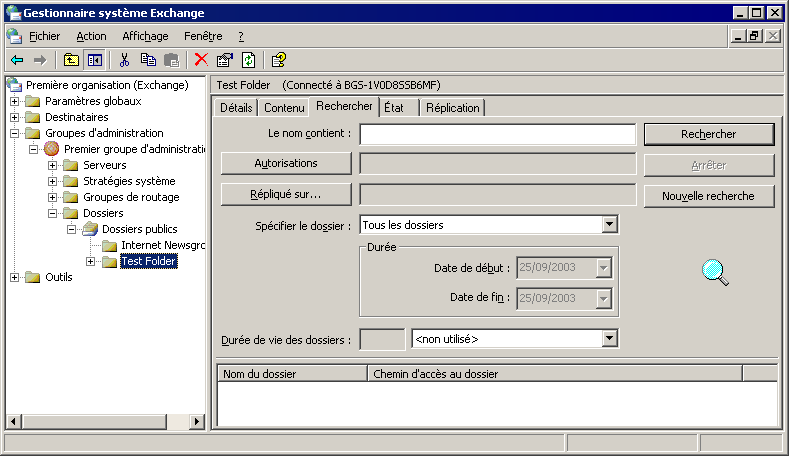 Gestionnaire système Exchange
Fichier Action Affichage Fenêtre ?
Première organisation (Exchange)
Paramètres globaux
Destinataires
Groupes d'administration
Premier groupe d'administratio
Serveurs
Stratégies système
Groupes de routage
Dossiers
Dossiers publics
Internet Newsgro
Test Folder
Outils
Test Folder (Connecté à BGS-1V0D8SSB6MF)
Détails Contenu Rechercher État Réplication
Le nom contient :
Rechercher
Autorisations
Arrêter
Répliqué sur...
Nouvelle recherche
Spécifier le dossier : Tous les dossiers
Durée
Date de début : 25/09/2003
Date de fin : 25/09/2003
Durée de vie des dossiers : <non utilisé>
Nom du dossier Chemin d'accès au dossier